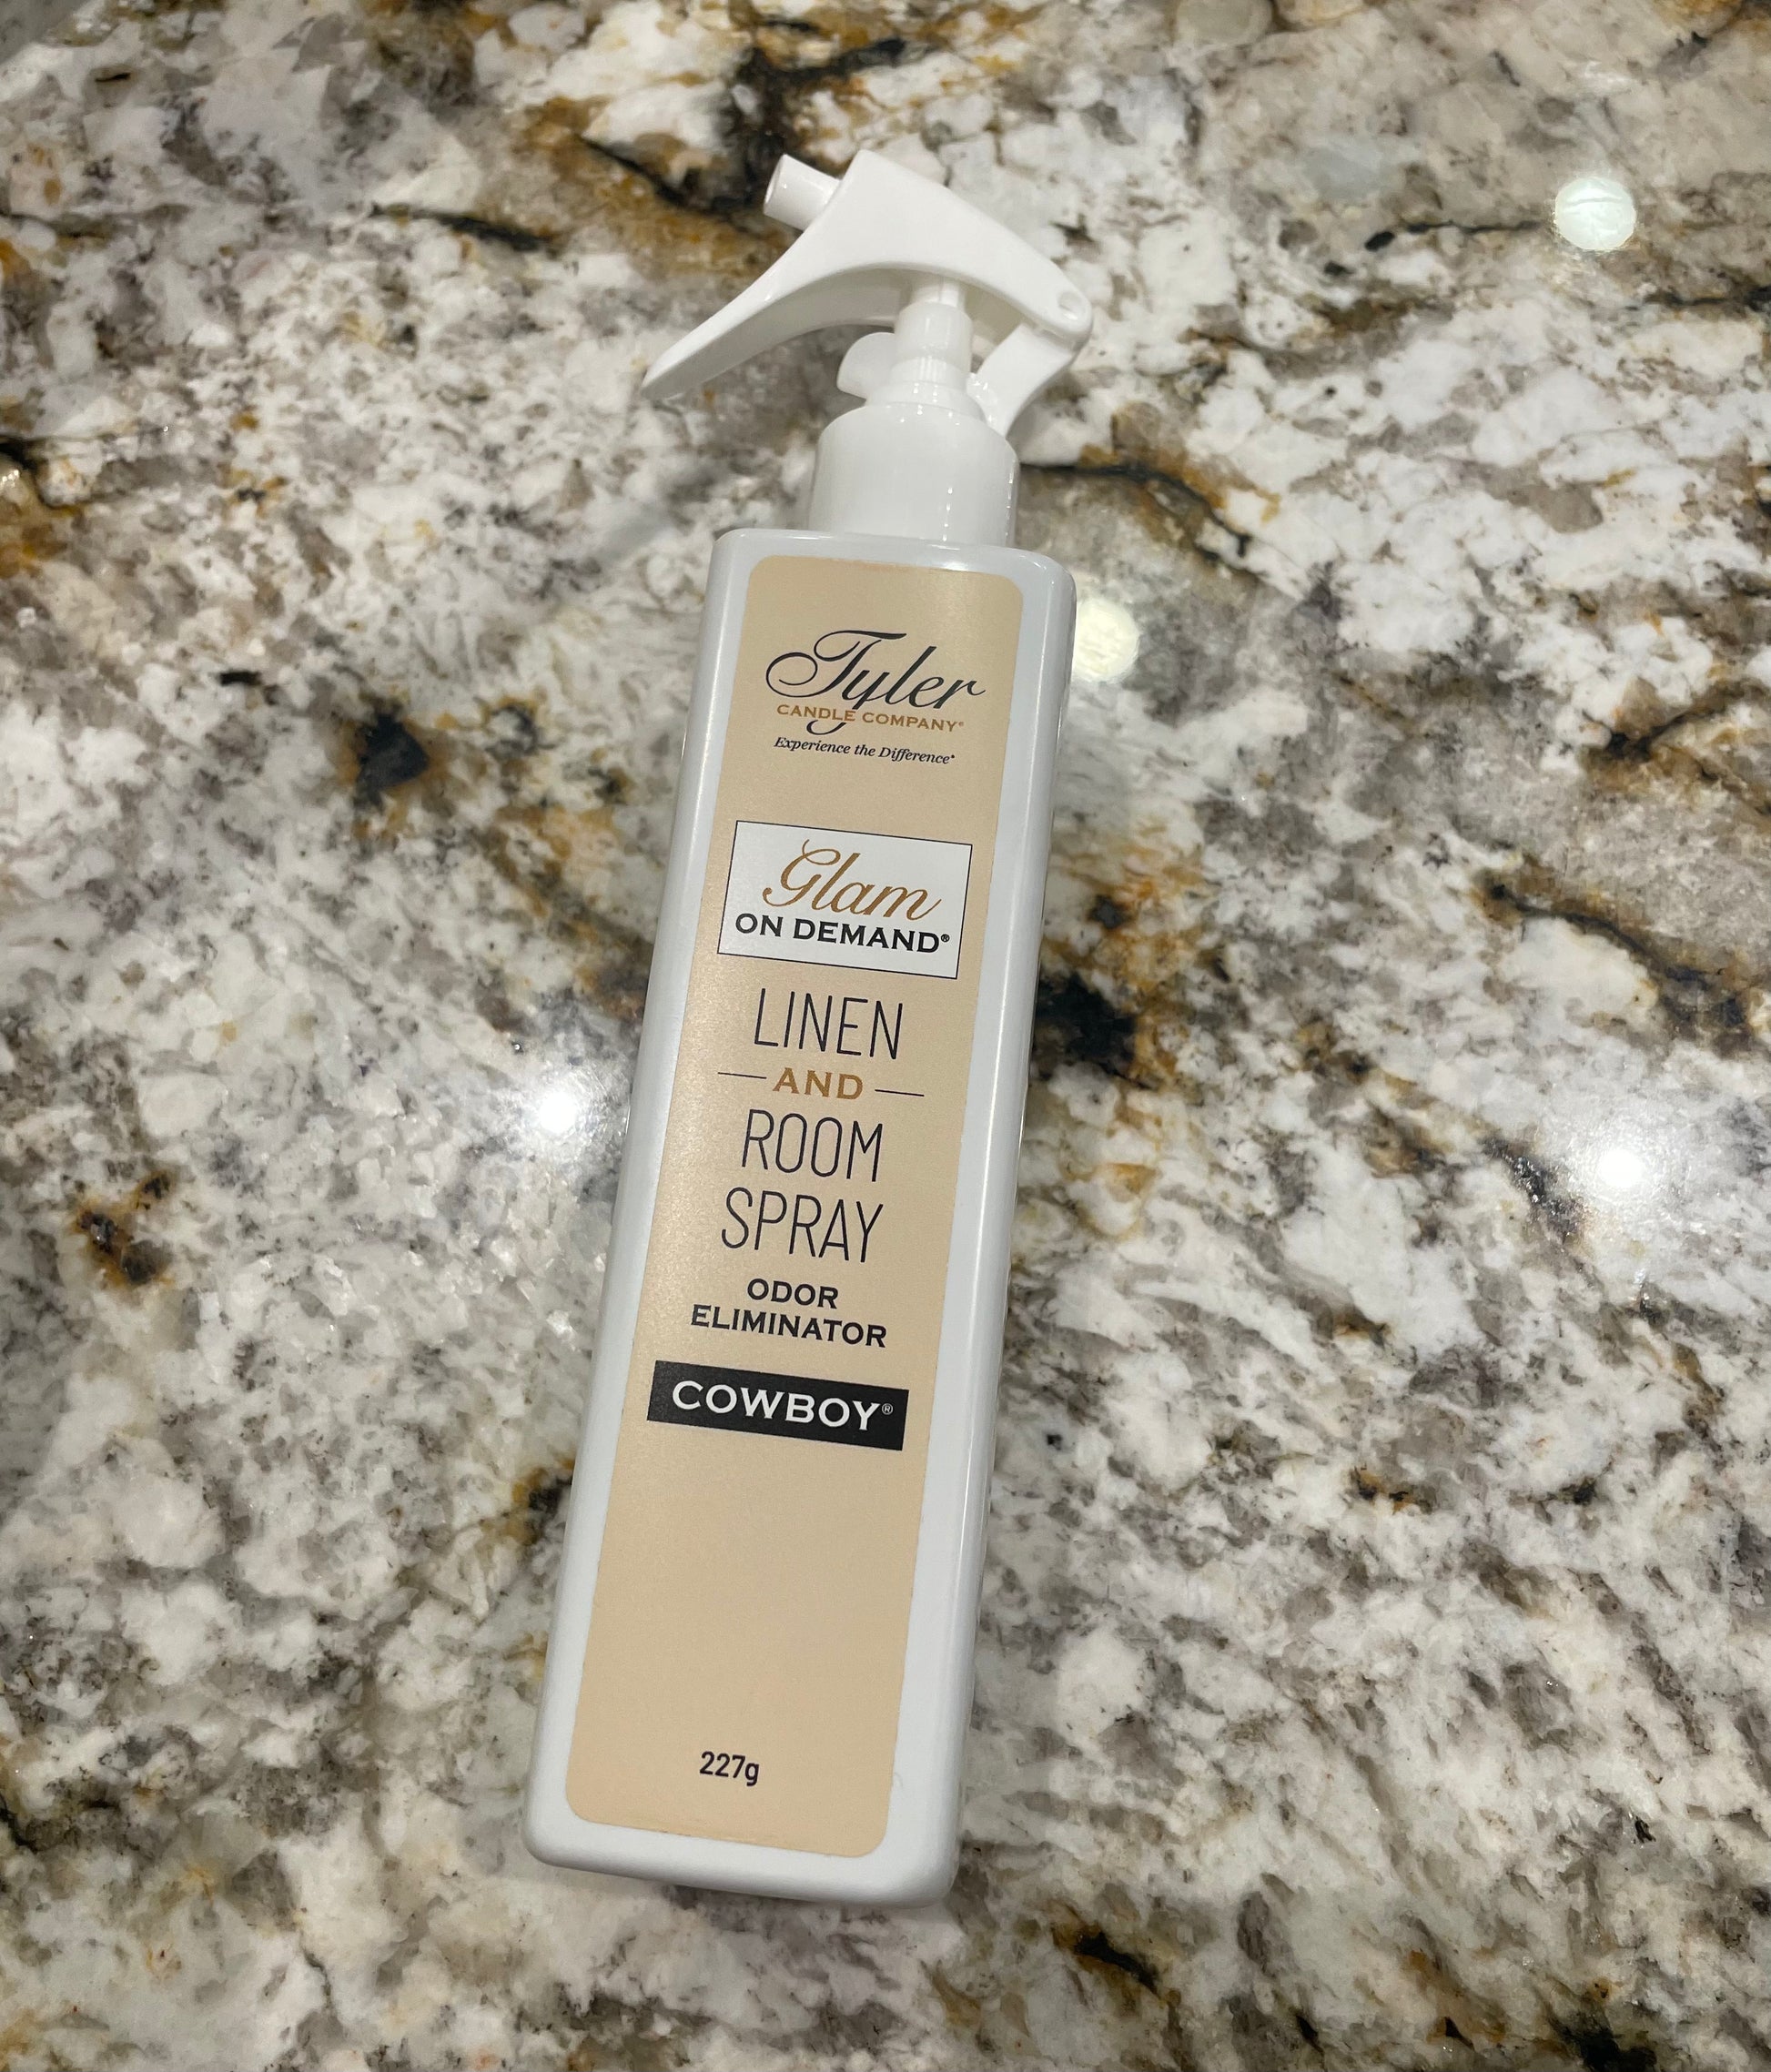 Tyler
CANDLE COMPANY®
Experience the Difference®
Glam
ON DEMAND®
LINEN
AND
ROOM
SPRAY
ODOR
ELIMINATOR
COWBOY®
227g